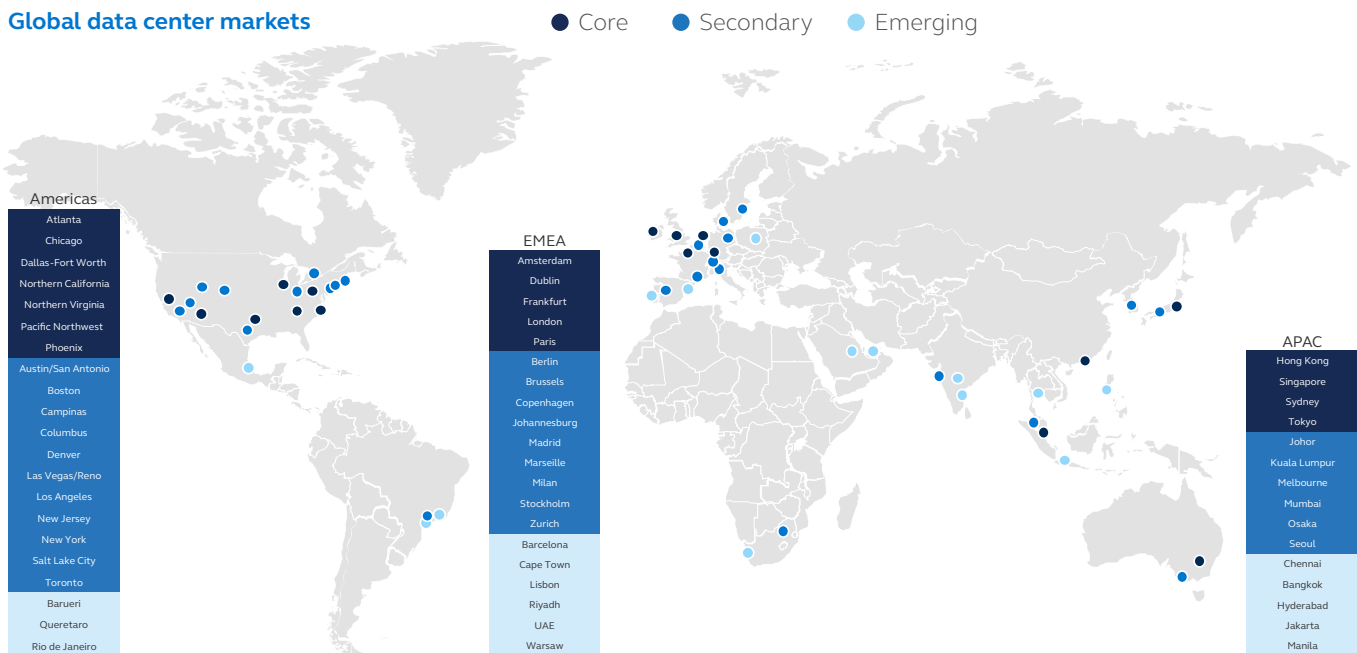 Global data center markets
Core
Secondary
Emerging
Americas
Atlanta
Chicago
Dallas-Fort Worth
Northern California
Northern Virginia
Pacific Northwest
Phoenix
Austin/San Antonio
Boston
Campinas
Columbus
Denver
Las Vegas/Reno
Los Angeles
New Jersey
New York
Salt Lake City
Toronto
Barueri
Queretaro
Rio de Janeiro
EMEA
Amsterdam
Dublin
Frankfurt
London
Paris
Berlin
Brussels
Copenhagen
Johannesburg
Madrid
Marseille
Milan
Stockholm
Zurich
Barcelona
Cape Town
Lisbon
Riyadh
UAE
Warsaw
APAC
Hong Kong
Singapore
Sydney
Tokyo
Johor
Kuala Lumpur
Melbourne
Mumbai
Osaka
Seoul
Chennai
Bangkok
Hyderabad
Jakarta
Manila